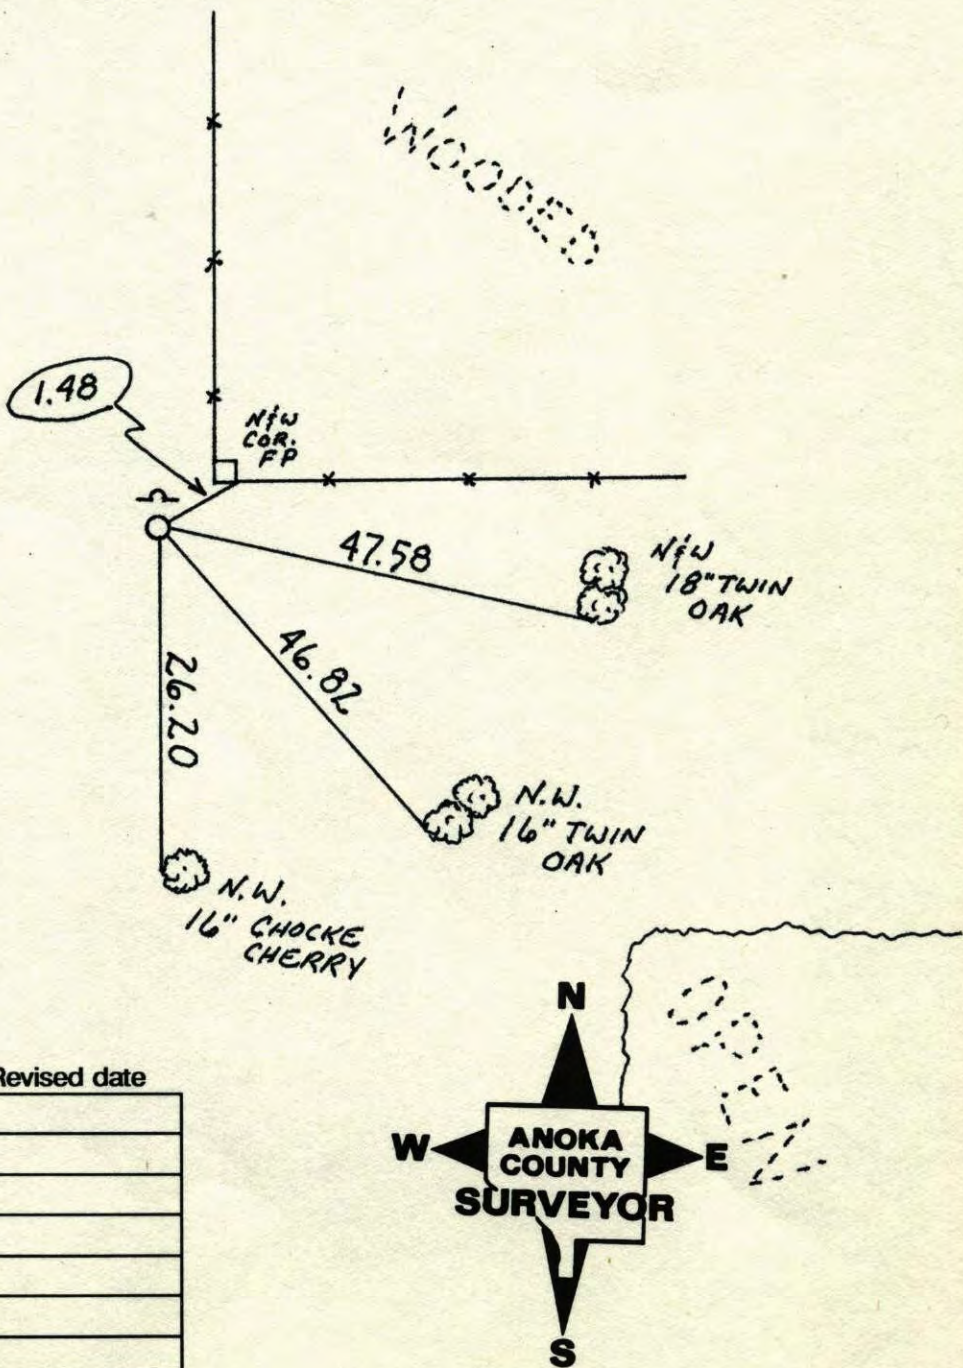 WOODED
1.48
N&W
COR.
FP
47.58
N&W
18" TWIN
OAK
46.82
26.20
N.W.
16" TWIN
OAK
N.W.
16" CHOCKE
CHERRY
OPEN
N
Revised date
W
ANOKA
COUNTY
SURVEYOR
E
S